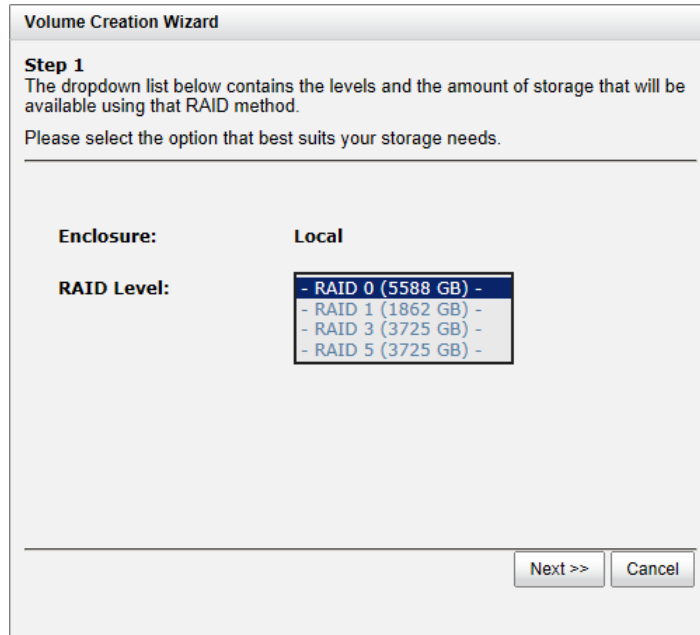 Volume Creation Wizard
Step 1
The dropdown list below contains the levels and the amount of storage that will be
available using that RAID method.
Please select the option that best suits your storage needs.
Enclosure: Local
RAID Level:
- RAID 0 (5588 GB) -
- RAID 1 (1862 GB) -
- RAID 3 (3725 GB) -
- RAID 5 (3725 GB) -
Next >> Cancel